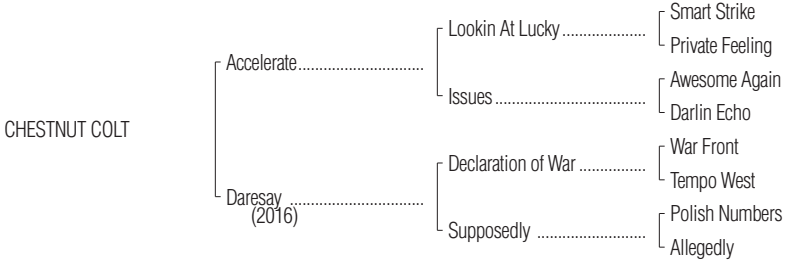 Smart Strike
Lookin At Lucky....................
Private Feeling
Accelerate..............................
Awesome Again
Issues....................................
Darlin Echo
CHESTNUT COLT
War Front
Declaration of War ................
Tempo West
Daresay ................................
(2016)
Polish Numbers
Supposedly ..........................
Allegedly